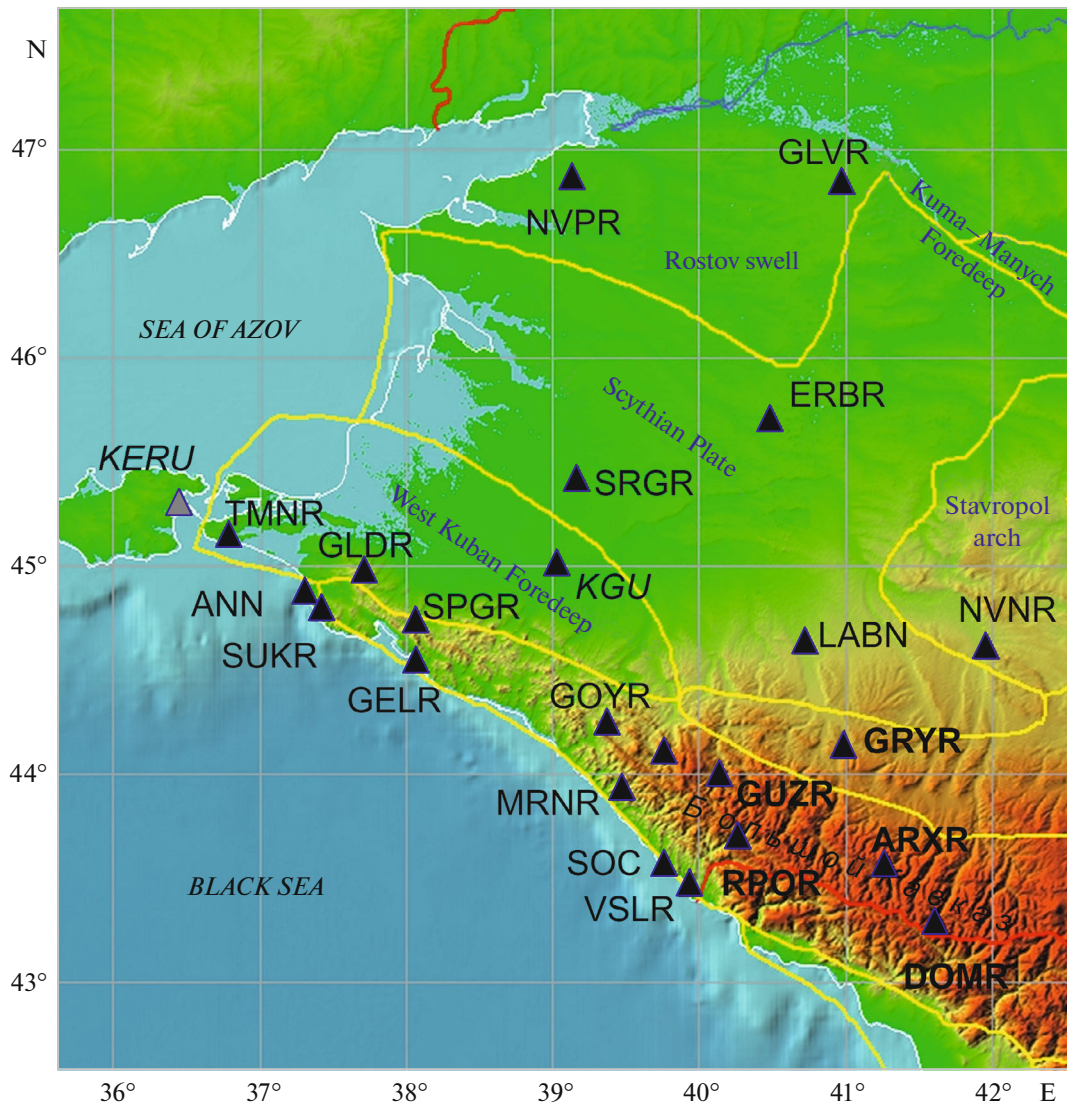 N
47°
GLVR
NVPR
Kuma–Manych
Foredeep
Rostov swell
SEA OF AZOV
46°
ERBR
Scythian Plate
KERU
SRGR
West Kuban Foredeep
Stavropol
arch
TMNR
GLDR
45°
KGU
ANN
SPGR
NVNR
LABN
SUKR
GELR
GOYR
GRYR
44°
MRNR
GUZR
Большой Кавказ
ARXR
SOC
BLACK SEA
RPOR
VSLR
DOMR
43°
36° 37° 38° 39° 40° 41° 42° E